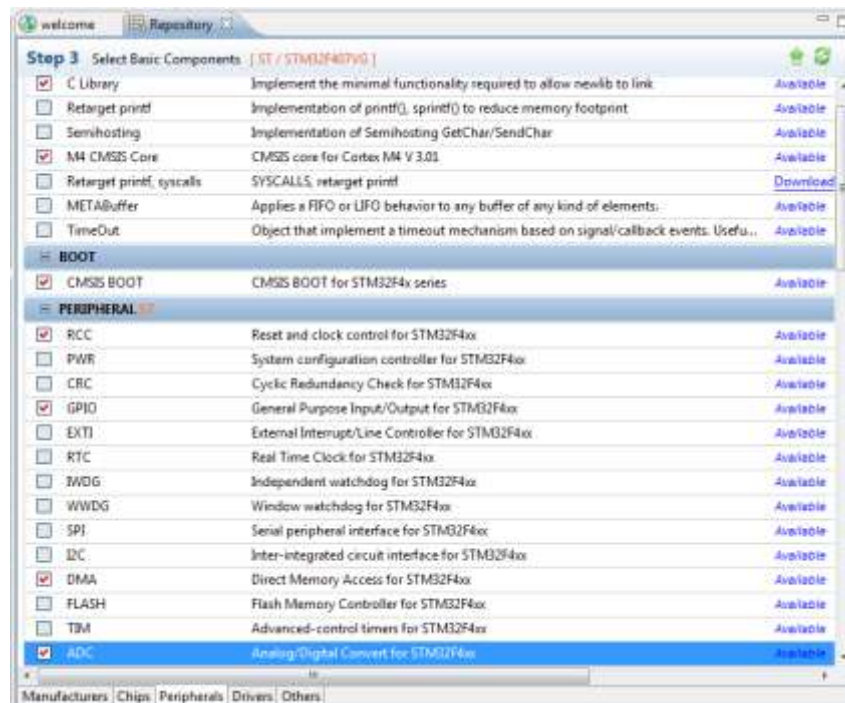 welcome Repository
Step 3 Select Basic Components [ ST / STM32F407VG ]
C Library Implement the minimal functionality required to allow newlib to link Available
Retarget printf Implementation of printf(), sprintf() to reduce memory footprint Available
Semihosting Implementation of Semihosting GetChar/SendChar Available
M4 CMSIS Core CMSIS core for Cortex M4 V 3.01 Available
Retarget printf, syscalls SYSCALLS, retarget printf Download
METABuffer Applies a FIFO or LIFO behavior to any buffer of any kind of elements. Available
TimeOut Object that implement a timeout mechanism based on signal/callback events. Usefu... Available
BOOT
CMSIS BOOT CMSIS BOOT for STM32F4x series Available
PERIPHERAL.ST
RCC Reset and clock control for STM32F4xx Available
PWR System configuration controller for STM32F4xx Available
CRC Cyclic Redundancy Check for STM32F4xx Available
GPIO General Purpose Input/Output for STM32F4xx Available
EXTI External Interrupt/Line Controller for STM32F4xx Available
RTC Real Time Clock for STM32F4xx Available
IWDG Independent watchdog for STM32F4xx Available
WWDG Window watchdog for STM32F4xx Available
SPI Serial peripheral interface for STM32F4xx Available
I2C Inter-integrated circuit interface for STM32F4xx Available
DMA Direct Memory Access for STM32F4xx Available
FLASH Flash Memory Controller for STM32F4xx Available
TIM Advanced-control timers for STM32F4xx Available
ADC Analog/Digital Convert for STM32F4xx Available
Manufacturers Chips Peripherals Drivers Others